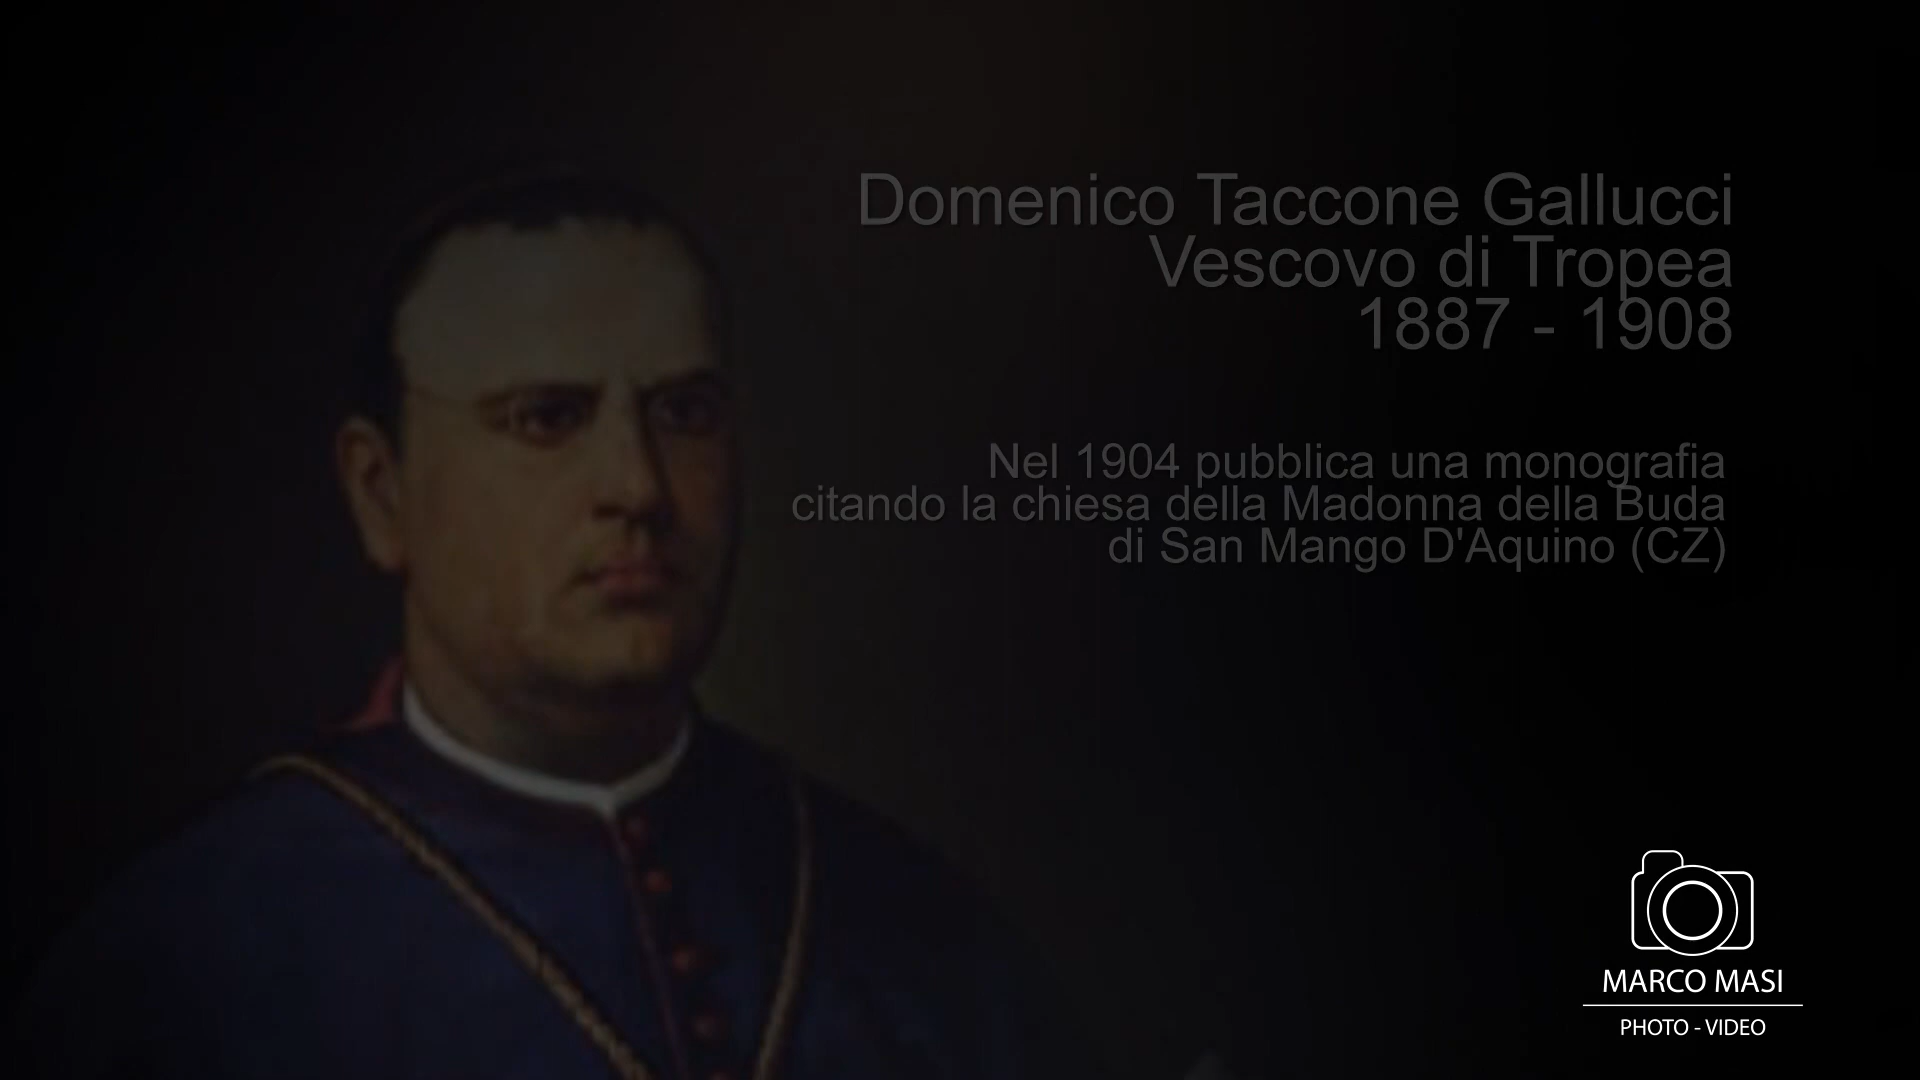 Domenico Taccone Gallucci
Vescovo di Tropea
1887 - 1908
Nel 1904 pubblica una monografia
citando la chiesa della Madonna della Buda
di San Mango D'Aquino (CZ)
MARCO MASI
PHOTO - VIDEO